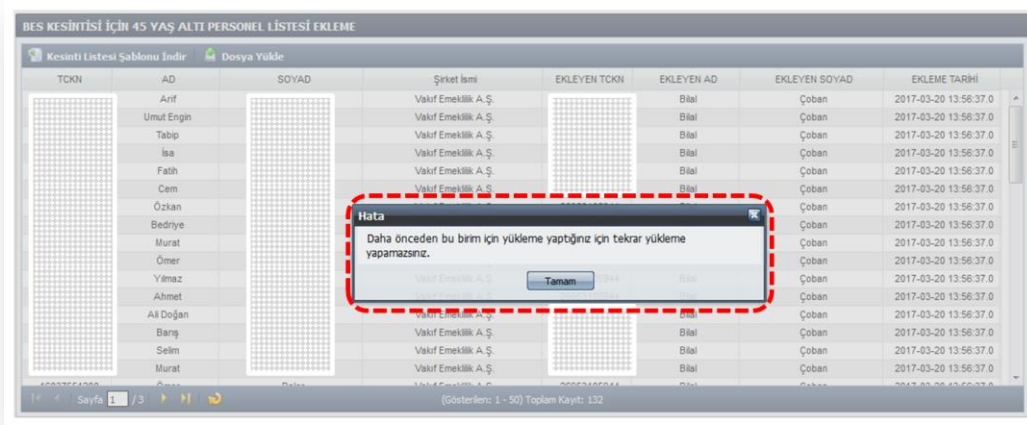 BES KESİNTİSİ İÇİN 45 YAŞ ALTI PERSONEL LİSTESİ EKLEME
Kesinti Listesi Şablonu İndir Dosya Yükle
TCKN AD SOYAD Şirket İsmi EKLEYEN TCKN EKLEYEN AD EKLEYEN SOYAD EKLEME TARİHİ
Arif Vakıf Emeklilik A.Ş. Bilal Çoban 2017-03-20 13:56:37.0
Umut Engin Vakıf Emeklilik A.Ş. Bilal Çoban 2017-03-20 13:56:37.0
Tabip Vakıf Emeklilik A.Ş. Bilal Çoban 2017-03-20 13:56:37.0
İsa Vakıf Emeklilik A.Ş. Bilal Çoban 2017-03-20 13:56:37.0
Fatih Vakıf Emeklilik A.Ş. Bilal Çoban 2017-03-20 13:56:37.0
Cem Vakıf Emeklilik A.Ş. Bilal Çoban 2017-03-20 13:56:37.0
Özkan Çoban 2017-03-20 13:56:37.0
Bedriye Çoban 2017-03-20 13:56:37.0
Murat Çoban 2017-03-20 13:56:37.0
Ömer Çoban 2017-03-20 13:56:37.0
Yılmaz Vakıf Emeklilik A.Ş. Çoban 2017-03-20 13:56:37.0
Ahmet Çoban 2017-03-20 13:56:37.0
Ali Doğan Vakıf Emeklilik A.Ş. Bilal Çoban 2017-03-20 13:56:37.0
Barış Vakıf Emeklilik A.Ş. Bilal Çoban 2017-03-20 13:56:37.0
Selim Vakıf Emeklilik A.Ş. Bilal Çoban 2017-03-20 13:56:37.0
Murat Vakıf Emeklilik A.Ş. Bilal Çoban 2017-03-20 13:56:37.0
Hata
Daha önceden bu birim için yükleme yaptığınız için tekrar yükleme
yapamazsınız.
Tamam
Sayfa 1 /3 (Gösterilen: 1 - 50) Toplam Kayıt: 132